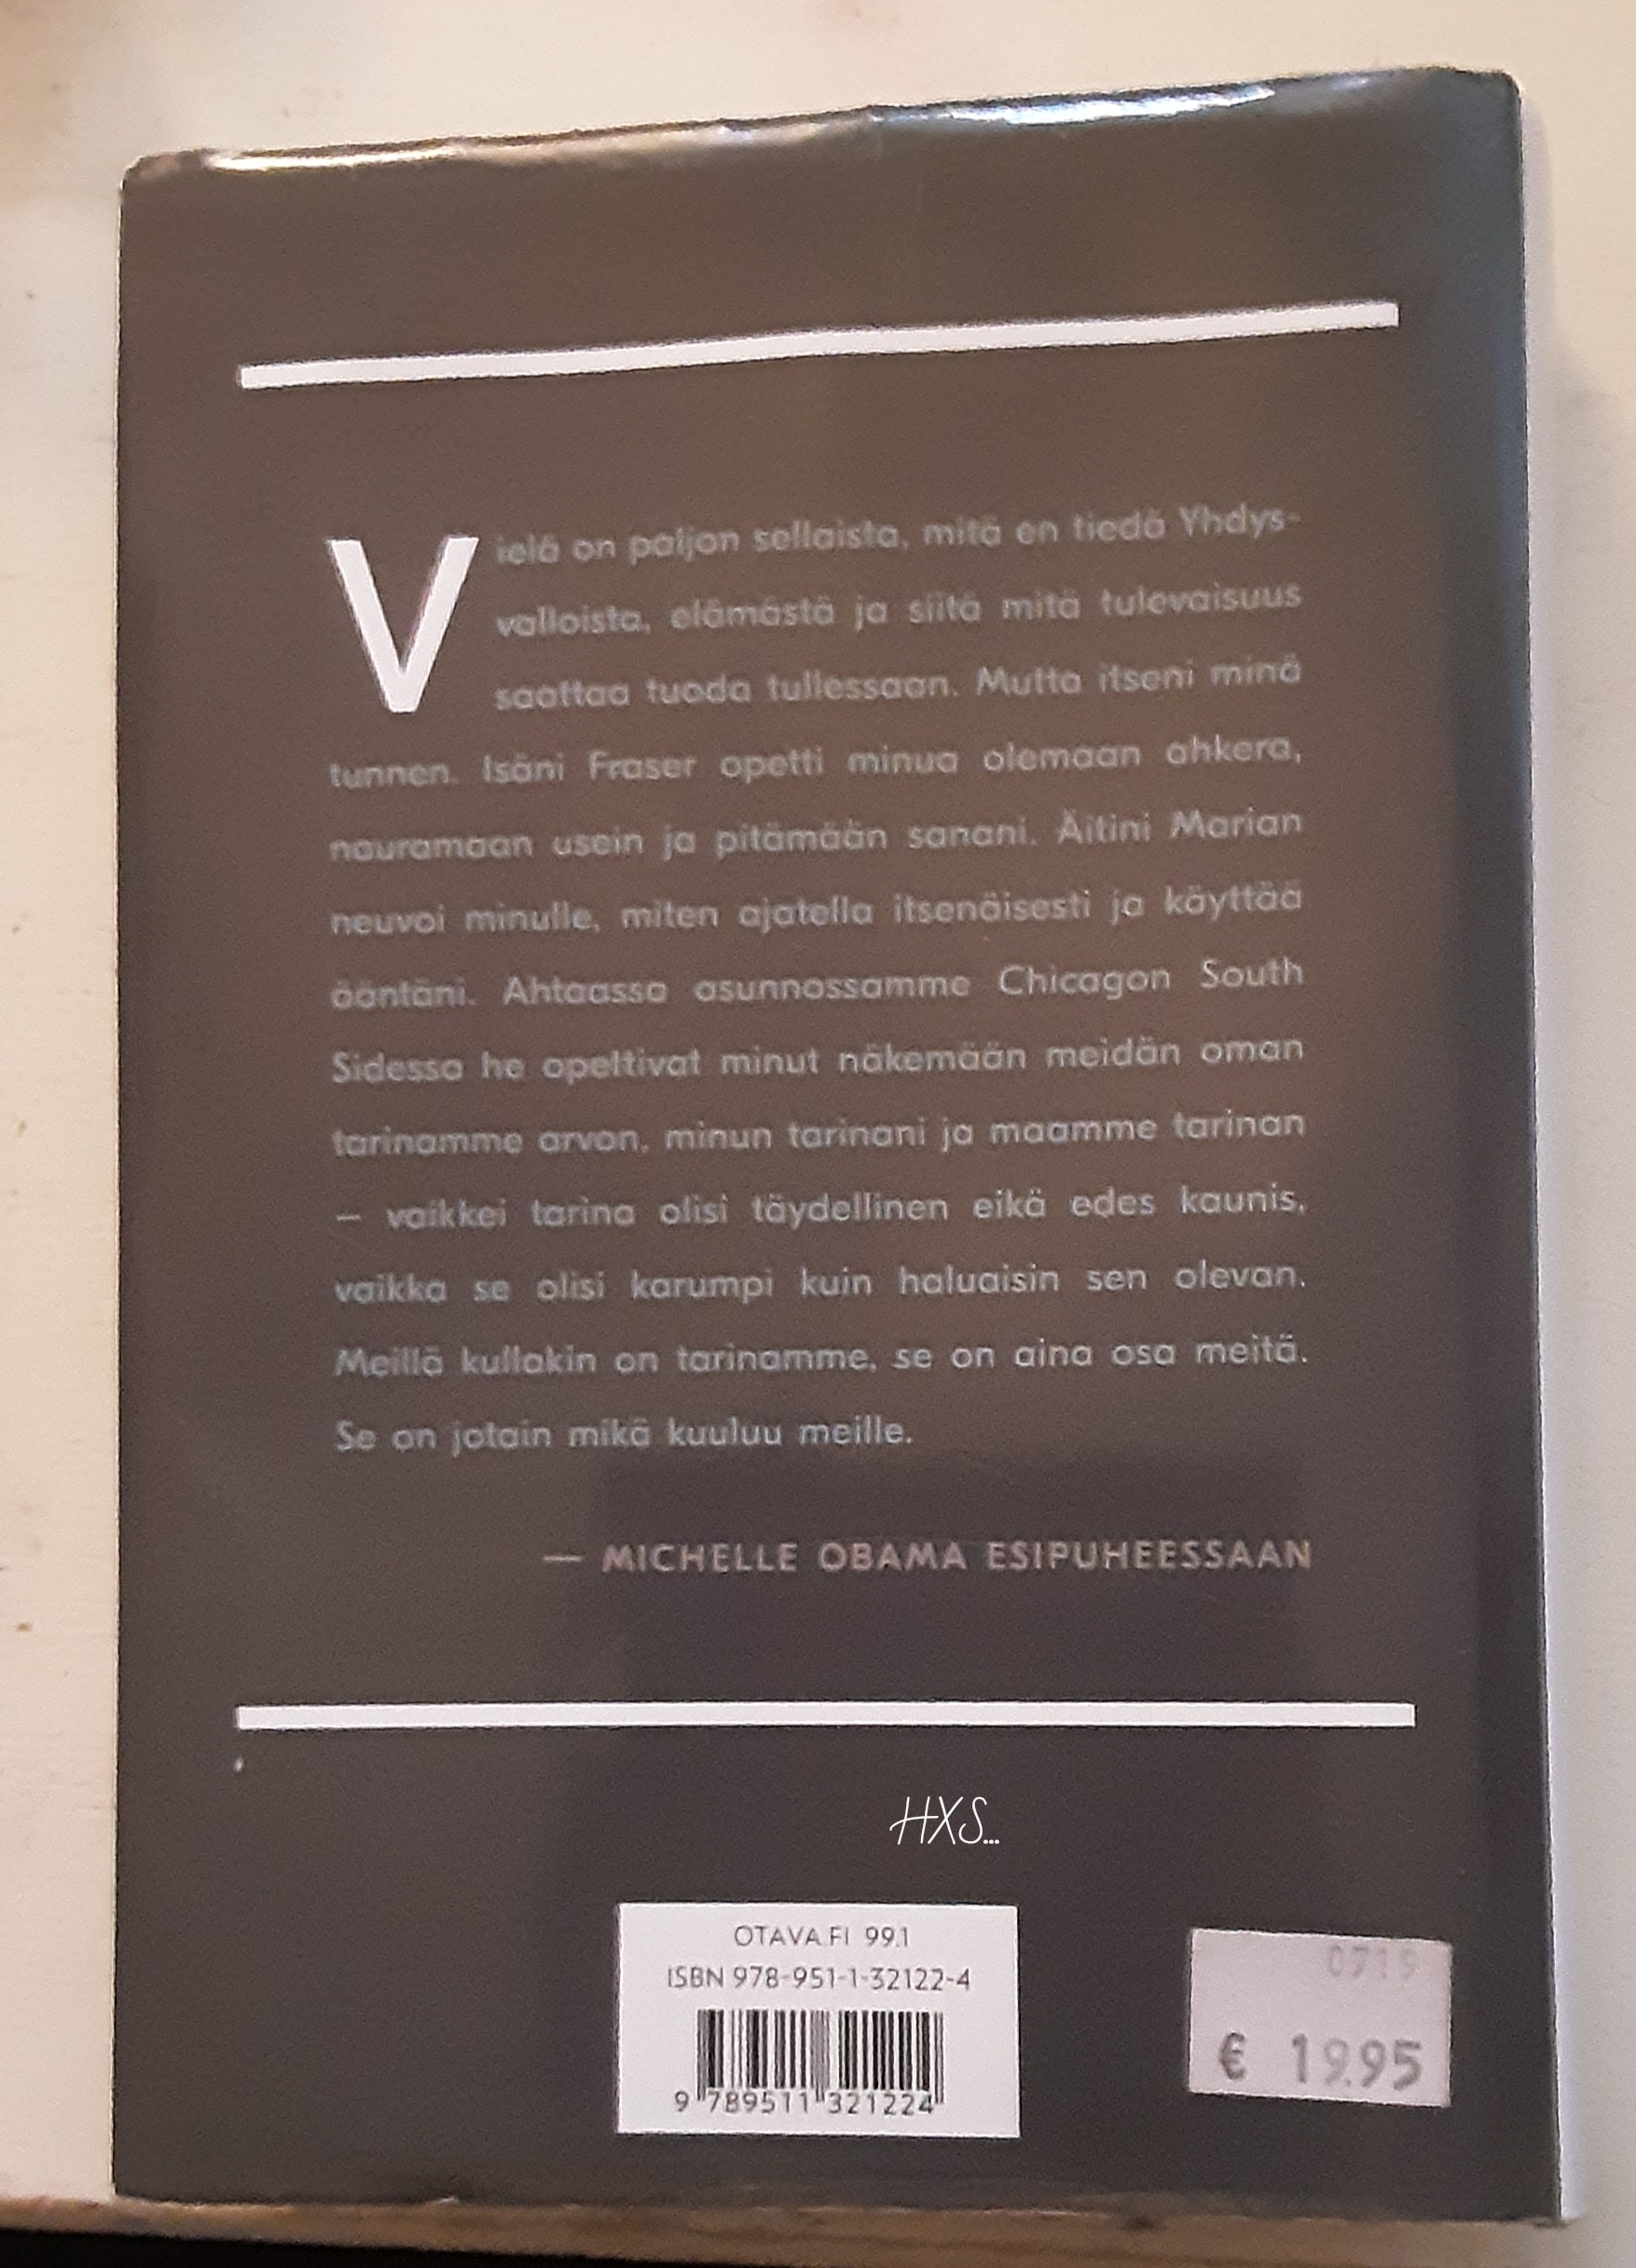 Vielä on paljon sellaista, mitä en tiedä Yhdys-
valloista, elämästä ja siitä mitä tulevaisuus
saattaa tuoda tullessaan. Mutta itseni minä
tunnen. Isäni Fraser opetti minua olemaan ahkera,
nauramaan usein ja pitämään sanani. Äitini Marian
neuvoi minulle, miten ajatella itsenäisesti ja käyttää
ääntäni. Ahtaassa asunnossamme Chicagon South
Sidessa he opettivat minut näkemään meidän oman
tarinamme arvon, minun tarinani ja maamme tarinan
– vaikkei tarina olisi täydellinen eikä edes kaunis,
vaikka se olisi karumpi kuin haluaisin sen olevan.
Meillä kullakin on tarinamme, se on aina osa meitä.
Se on jotain mikä kuuluu meille.
— MICHELLE OBAMA ESIPUHEESSAAN
HXS...
OTAVA.FI 99.1
ISBN 978-951-1-32122-4
9 789511 321224
0719
€ 19.95